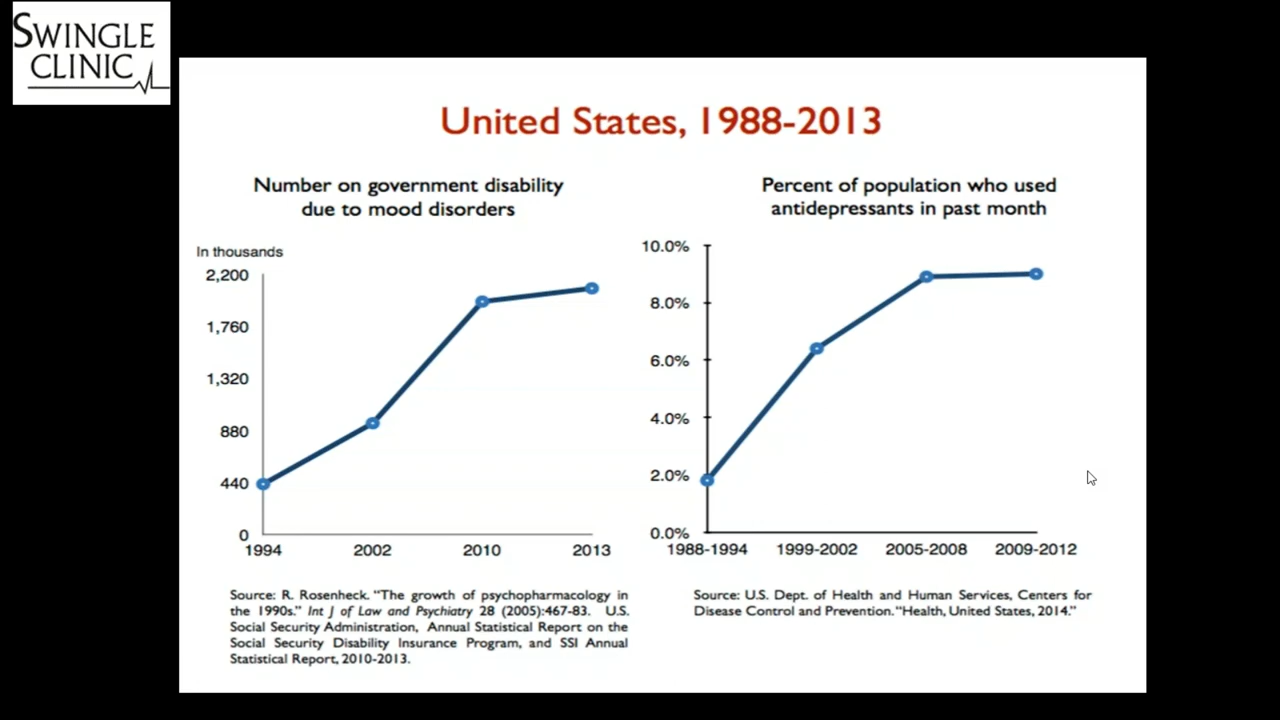 SWINGLE
CLINIC
United States, 1988-2013
Number on government disability
due to mood disorders
In thousands
2,200
1,760
1,320
880
440
0
1994 2002 2010 2013
Source: R. Rosenheck. “The growth of psychopharmacology in
the 1990s.” Int J of Law and Psychiatry 28 (2005):467-83. U.S.
Social Security Administration, Annual Statistical Report on the
Social Security Disability Insurance Program, and SSI Annual
Statistical Report, 2010-2013.
Percent of population who used
antidepressants in past month
10.0%
8.0%
6.0%
4.0%
2.0%
0.0%
1988-1994 1999-2002 2005-2008 2009-2012
Source: U.S. Dept. of Health and Human Services, Centers for
Disease Control and Prevention. “Health, United States, 2014.”